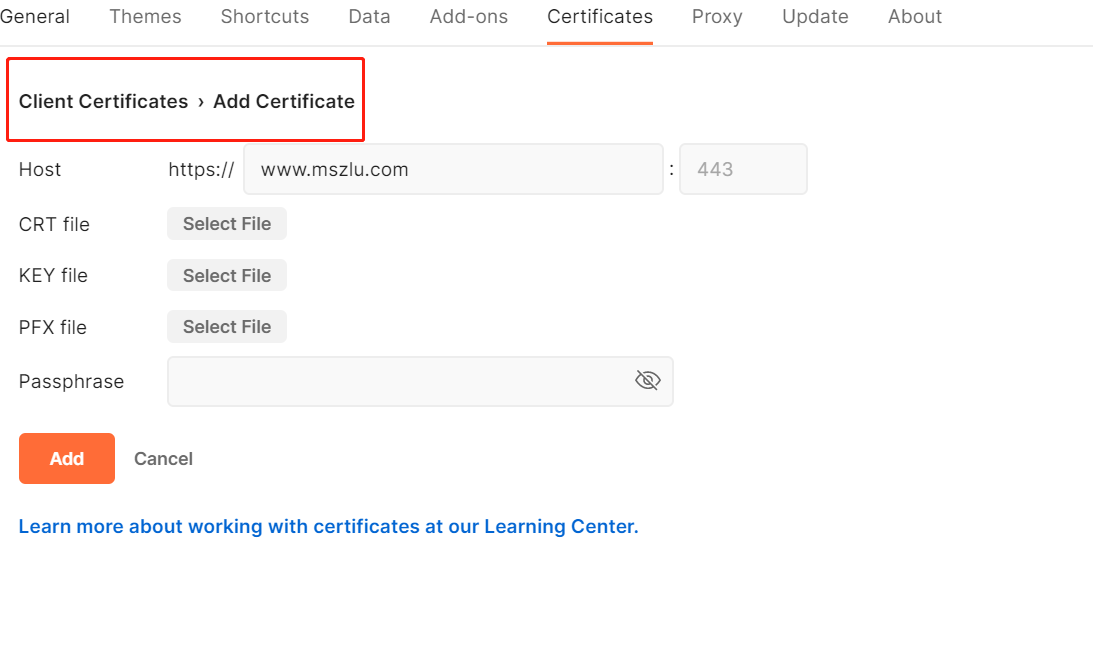 General Themes Shortcuts Data Add-ons Certificates Proxy Update About
Client Certificates › Add Certificate
Host https:// www.mszlu.com : 443
CRT file Select File
KEY file Select File
PFX file Select File
Passphrase
Add Cancel
Learn more about working with certificates at our Learning Center.